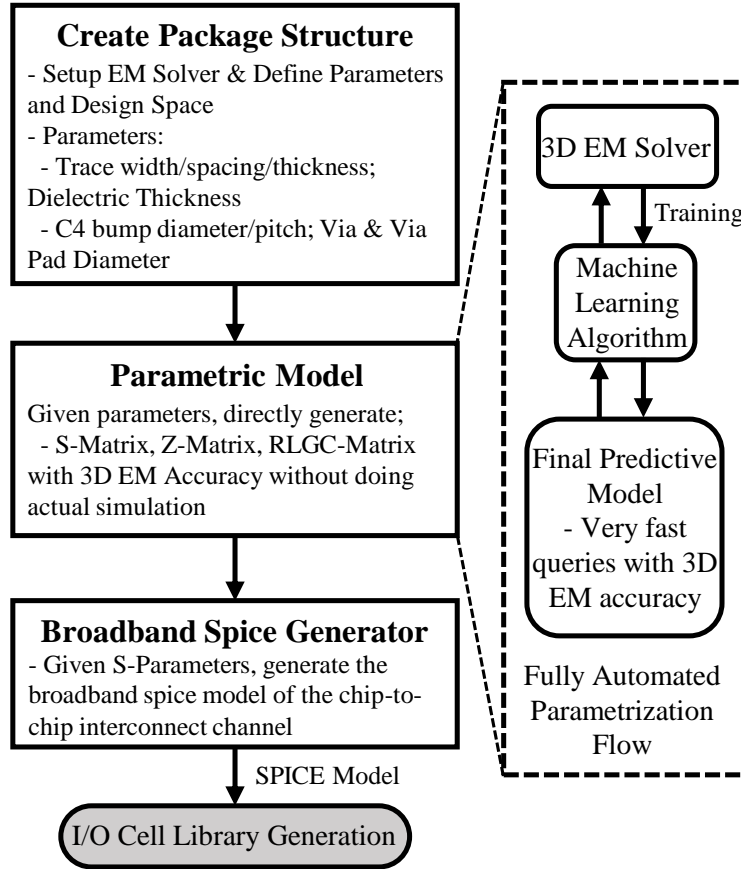 Create Package Structure
- Setup EM Solver & Define Parameters
and Design Space
- Parameters:
- Trace width/spacing/thickness;
Dielectric Thickness
- C4 bump diameter/pitch; Via & Via
Pad Diameter
Parametric Model
Given parameters, directly generate;
- S-Matrix, Z-Matrix, RLGC-Matrix
with 3D EM Accuracy without doing
actual simulation
Broadband Spice Generator
- Given S-Parameters, generate the
broadband spice model of the chip-to-
chip interconnect channel
SPICE Model
I/O Cell Library Generation
3D EM Solver
Training
Machine
Learning
Algorithm
Final Predictive
Model
- Very fast
queries with 3D
EM accuracy
Fully Automated
Parametrization
Flow